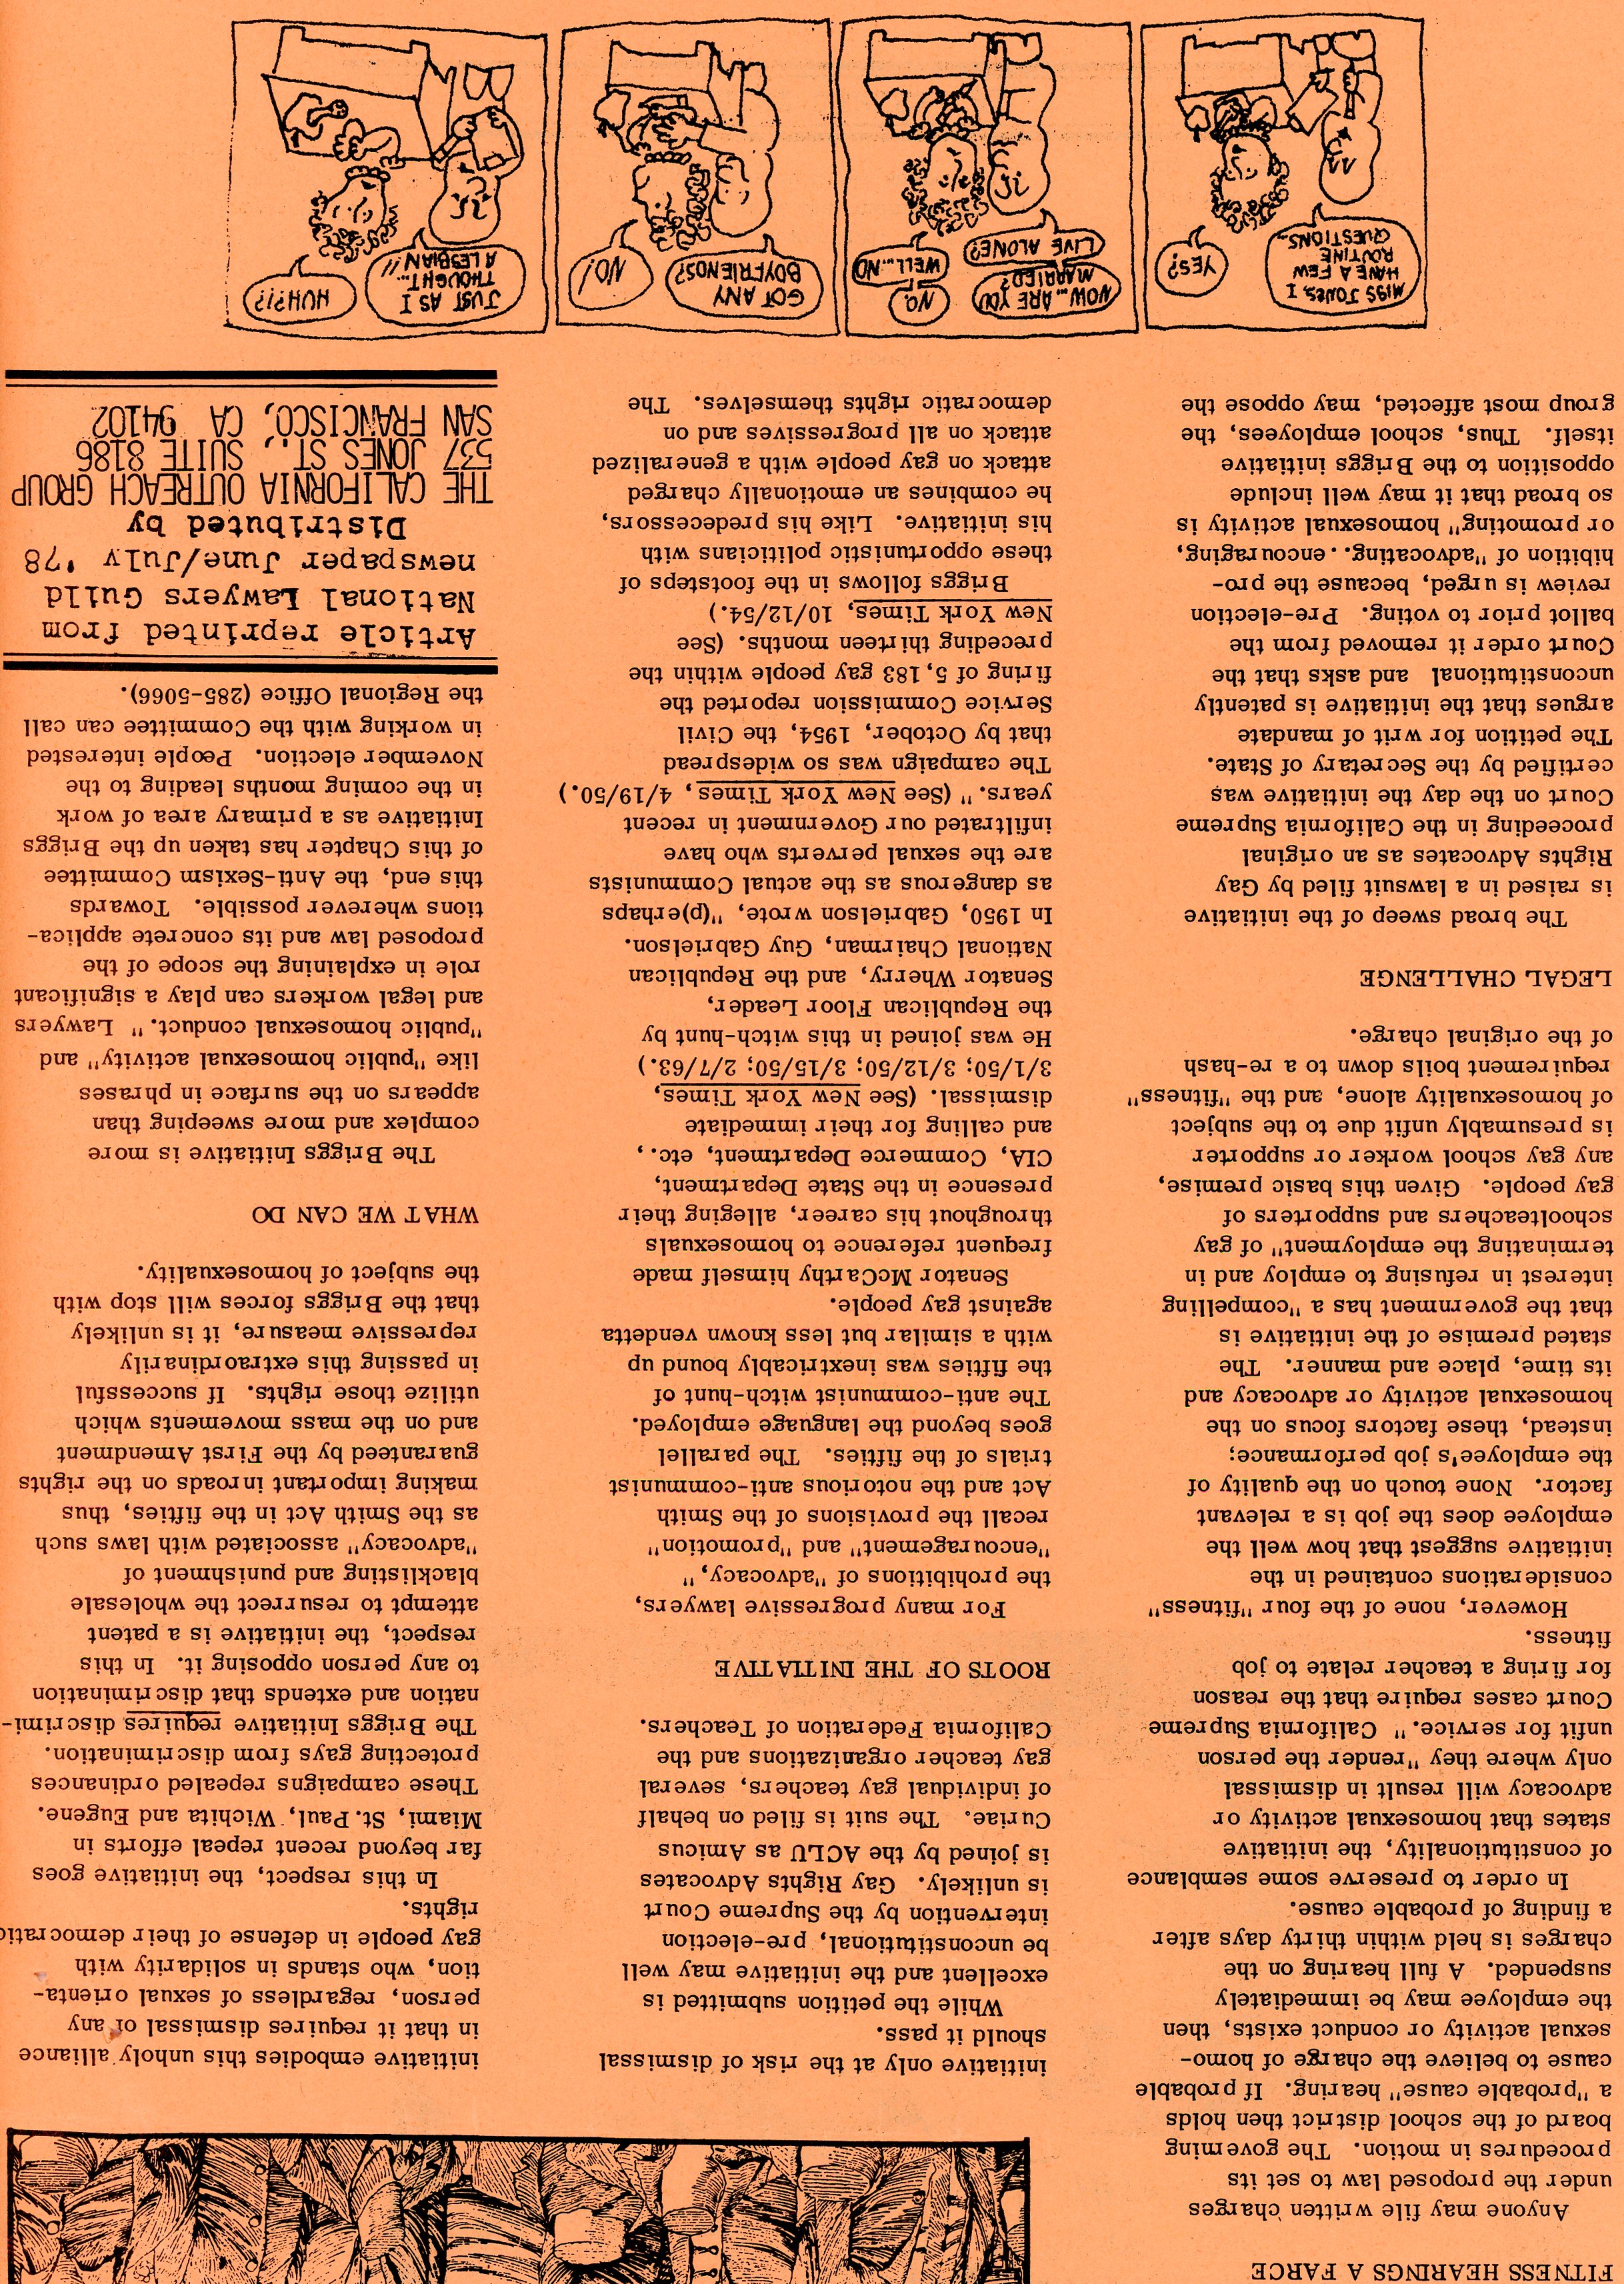 FITNESS HEARINGS A FARCE
Anyone may file written charges
under the proposed law to set its
procedures in motion. The governing
board of the school district then holds
a "probable cause" hearing. If probable
cause to believe the charge of homo-
sexual activity or conduct exists, then
the employee may be immediately
suspended. A full hearing on the
charges is held within thirty days after
a finding of probable cause.
In order to preserve some semblance
of constitutionality, the initiative
states that homosexual activity or
advocacy will result in dismissal
only where they "render the person
unfit for service." California Supreme
Court cases require that the reason
for firing a teacher relate to job
fitness.
However, none of the four "fitness"
considerations contained in the
initiative suggest that how well the
employee does the job is a relevant
factor. None touch on the quality of
the employee's job performance;
instead, these factors focus on the
homosexual activity or advocacy and
its time, place and manner. The
stated premise of the initiative is
that the government has a "compelling
interest in refusing to employ and in
terminating the employment" of gay
schoolteachers and supporters of
gay people. Given this basic premise,
any gay school worker or supporter
is presumably unfit due to the subject
of homosexuality alone, and the "fitness"
requirement boils down to a re-hash
of the original charge.
LEGAL CHALLENGE
The broad sweep of the initiative
is raised in a lawsuit filed by Gay
Rights Advocates as an original
proceeding in the California Supreme
Court on the day the initiative was
certified by the Secretary of State.
The petition for writ of mandate
argues that the initiative is patently
unconstitutional and asks that the
Court order it removed from the
ballot prior to voting. Pre-election
review is urged, because the pro-
hibition of "advocating. . encouraging,
or promoting" homosexual activity is
so broad that it may well include
opposition to the Briggs initiative
itself. Thus, school employees, the
group most affected, may oppose the
initiative only at the risk of dismissal
should it pass.
While the petition submitted is
excellent and the initiative may well
be unconstitutional, pre-election
intervention by the Supreme Court
is unlikely. Gay Rights Advocates
is joined by the ACLU as Amicus
Curiae. The suit is filed on behalf
of individual gay teachers, several
gay teacher organizations and the
California Federation of Teachers.
ROOTS OF THE INITIATIVE
For many progressive lawyers,
the prohibitions of "advocacy,"
"encouragement" and "promotion"
recall the provisions of the Smith
Act and the notorious anti-communist
trials of the fifties. The parallel
goes beyond the language employed.
The anti-communist witch-hunt of
the fifties was inextricably bound up
with a similar but less known vendetta
against gay people.
Senator McCarthy himself made
frequent reference to homosexuals
throughout his career, alleging their
presence in the State Department,
CIA, Commerce Department, etc.,
and calling for their immediate
dismissal. (See New York Times,
3/1/50; 3/12/50; 3/15/50; 2/7/63.)
He was joined in this witch-hunt by
the Republican Floor Leader,
Senator Wherry, and the Republican
National Chairman, Guy Gabrielson.
In 1950, Gabrielson wrote, "(p)erhaps
as dangerous as the actual Communists
are the sexual perverts who have
infiltrated our Government in recent
years." (See New York Times, 4/19/50.)
The campaign was so widespread
that by October, 1954, the Civil
Service Commission reported the
firing of 5,183 gay people within the
preceding thirteen months. (See
New York Times, 10/12/54.)
Briggs follows in the footsteps of
these opportunistic politicians with
his initiative. Like his predecessors,
he combines an emotionally charged
attack on gay people with a generalized
attack on all progressives and on
democratic rights themselves. The
initiative embodies this unholy alliance
in that it requires dismissal of any
person, regardless of sexual orienta-
tion, who stands in solidarity with
gay people in defense of their democratic
rights.
In this respect, the initiative goes
far beyond recent repeal efforts in
Miami, St. Paul, Wichita and Eugene.
These campaigns repealed ordinances
protecting gays from discrimination.
The Briggs Initiative requires discrimi-
nation and extends that discrimination
to any person opposing it. In this
respect, the initiative is a patent
attempt to resurrect the wholesale
blacklisting and punishment of
"advocacy" associated with laws such
as the Smith Act in the fifties, thus
making important inroads on the rights
guaranteed by the First Amendment
and on the mass movements which
utilize those rights. If successful
in passing this extraordinarily
repressive measure, it is unlikely
that the Briggs forces will stop with
the subject of homosexuality.
WHAT WE CAN DO
The Briggs Initiative is more
complex and more sweeping than
appears on the surface in phrases
like "public homosexual activity" and
"public homosexual conduct." Lawyers
and legal workers can play a significant
role in explaining the scope of the
proposed law and its concrete applica-
tions wherever possible. Towards
this end, the Anti-Sexism Committee
of this Chapter has taken up the Briggs
Initiative as a primary area of work
in the coming months leading to the
November election. People interested
in working with the Committee can call
the Regional Office (285-5066).
Article reprinted from
National Lawyers Guild
newspaper June/July '78
Distributed by
THE CALIFORNIA OUTREACH GROUP
537 JONES ST., SUITE 8186
SAN FRANCISCO, CA 94102
MISS JONES, I
HAVE A FEW
ROUTINE
QUESTIONS...
YES?
NOW... ARE YOU
MARRIED?
NO.
LIVE ALONE?
WELL...NO
GOT ANY
BOYFRIENDS?
NO!
JUST AS I
THOUGHT...
A LESBIAN!!
HUH?!?